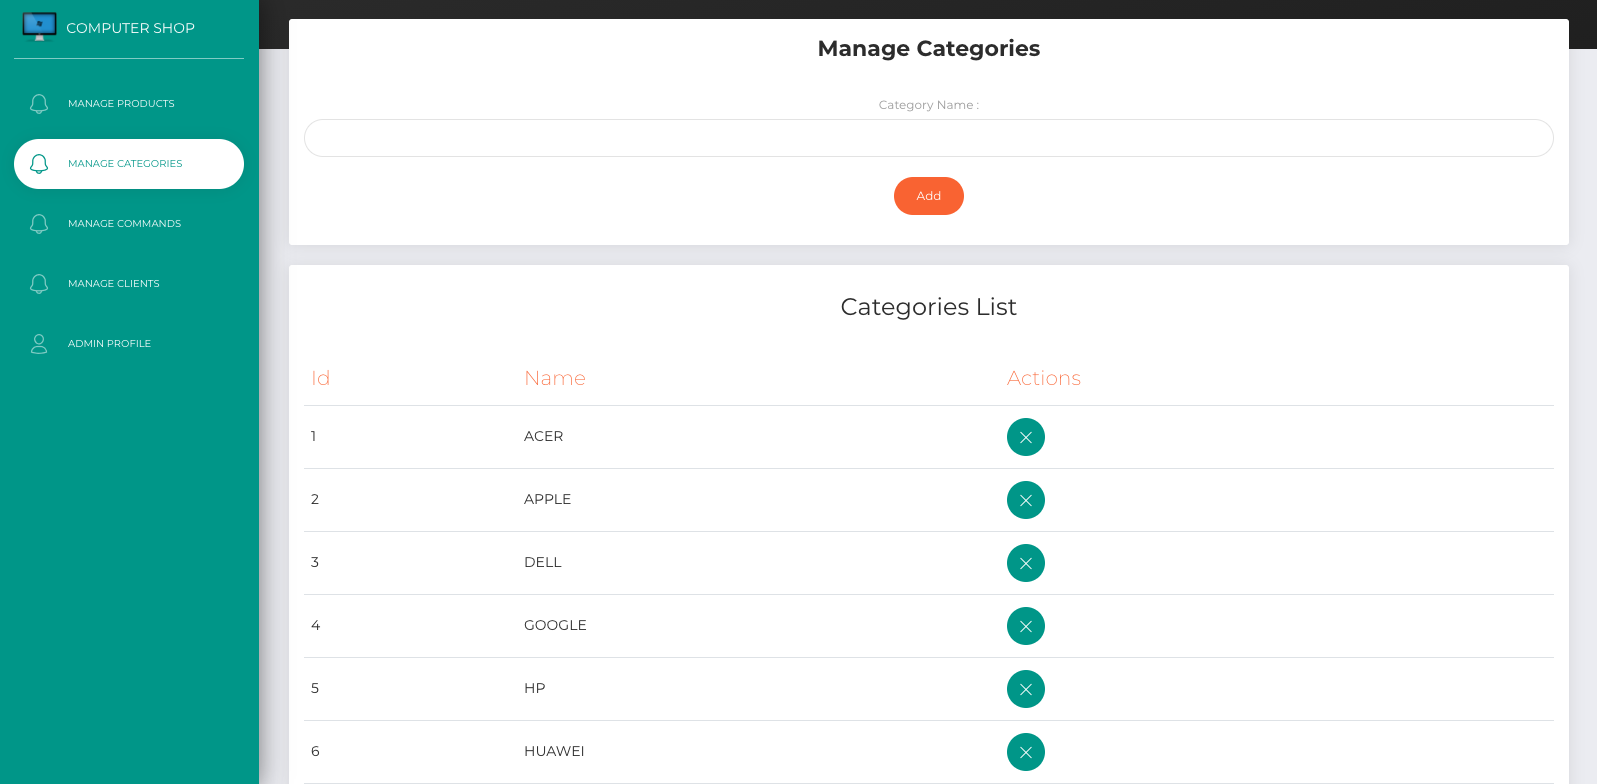 COMPUTER SHOP
MANAGE PRODUCTS
MANAGE CATEGORIES
MANAGE COMMANDS
MANAGE CLIENTS
ADMIN PROFILE
Manage Categories
Category Name :
Add
Categories List
Id Name Actions
1 ACER
2 APPLE
3 DELL
4 GOOGLE
5 HP
6 HUAWEI